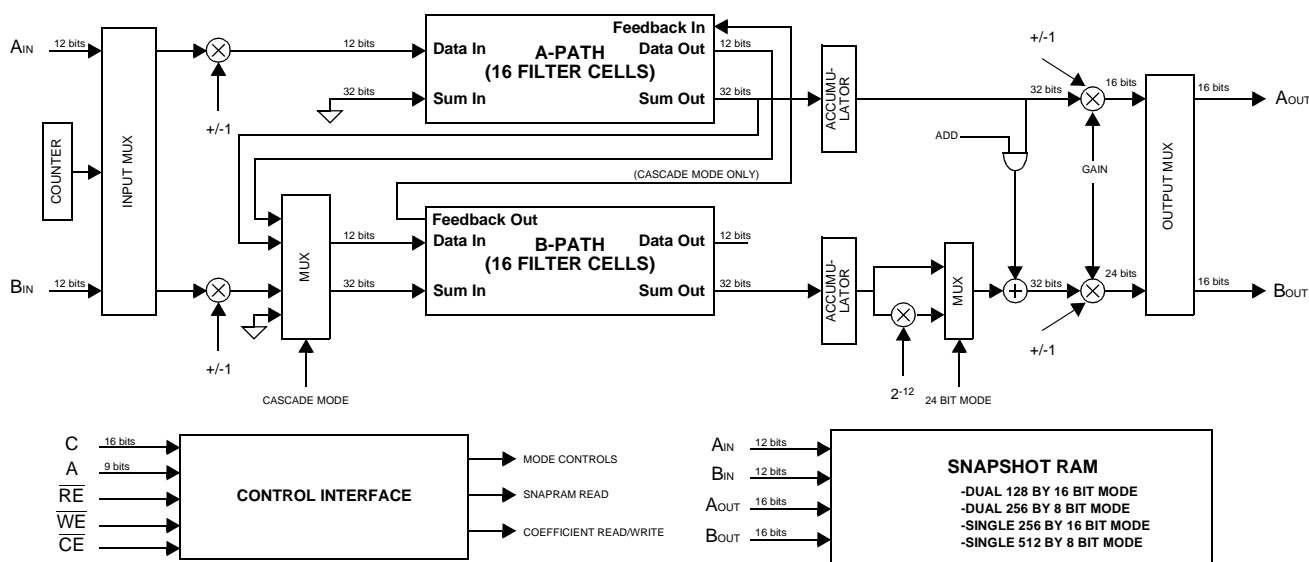 AIN
12 bits
BIN
12 bits
COUNTER
INPUT MUX
+/-1
+/-1
12 bits
32 bits
Feedback In
Data In
A-PATH
(16 FILTER CELLS)
Data Out
12 bits
Sum In
Sum Out
32 bits
(CASCADE MODE ONLY)
MUX
CASCADE MODE
12 bits
32 bits
Feedback Out
Data In
B-PATH
(16 FILTER CELLS)
Data Out
12 bits
Sum In
Sum Out
32 bits
ACCUMU-
LATOR
ACCUMU-
LATOR
2-12
MUX
24 BIT MODE
ADD
+
32 bits
32 bits
+/-1
+/-1
GAIN
16 bits
24 bits
OUTPUT MUX
16 bits
AOUT
16 bits
BOUT
C
16 bits
A
9 bits
RE
WE
CE
CONTROL INTERFACE
MODE CONTROLS
SNAPRAM READ
COEFFICIENT READ/WRITE
AIN
12 bits
BIN
12 bits
AOUT
16 bits
BOUT
16 bits
SNAPSHOT RAM
-DUAL 128 BY 16 BIT MODE
-DUAL 256 BY 8 BIT MODE
-SINGLE 256 BY 16 BIT MODE
-SINGLE 512 BY 8 BIT MODE